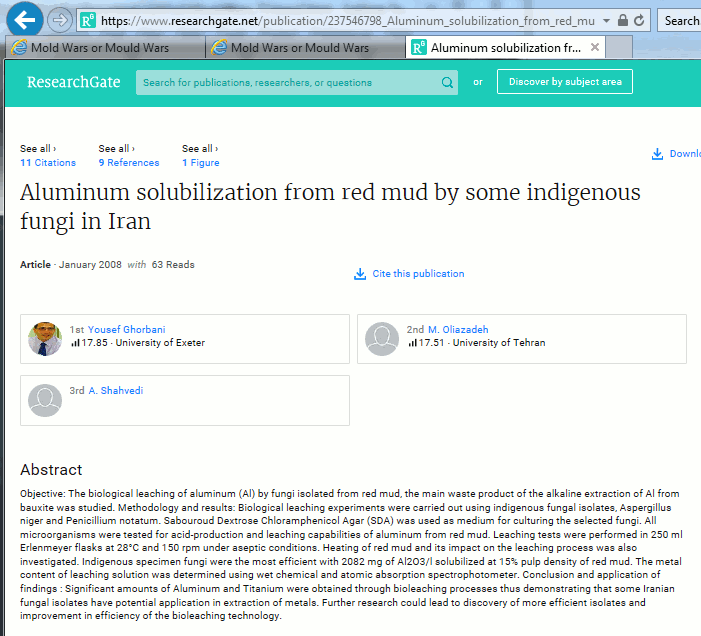 https://www.researchgate.net/publication/237546798_Aluminum_solubilization_from_red_mu
Search.
Mold Wars or Mould Wars
Mold Wars or Mould Wars
Aluminum solubilization fr...
ResearchGate
Search for publications, researchers, or questions
or
Discover by subject area
See all ›
See all ›
See all ›
11 Citations
9 References
1 Figure
Downlo
Aluminum solubilization from red mud by some indigenous
fungi in Iran
Article · January 2008 with 63 Reads
Cite this publication
1st Yousef Ghorbani
17.85 · University of Exeter
2nd M. Oliazadeh
17.51 · University of Tehran
3rd A. Shahvedi
Abstract
Objective: The biological leaching of aluminum (Al) by fungi isolated from red mud, the main waste product of the alkaline extraction of Al from
bauxite was studied. Methodology and results: Biological leaching experiments were carried out using indigenous fungal isolates, Aspergillus
niger and Penicillium notatum. Sabouroud Dextrose Chloramphenicol Agar (SDA) was used as medium for culturing the selected fungi. All
microorganisms were tested for acid-production and leaching capabilities of aluminum from red mud. Leaching tests were performed in 250 ml
Erlenmeyer flasks at 28°C and 150 rpm under aseptic conditions. Heating of red mud and its impact on the leaching process was also
investigated. Indigenous specimen fungi were the most efficient with 2082 mg of Al2O3/l solubilized at 15% pulp density of red mud. The metal
content of leaching solution was determined using wet chemical and atomic absorption spectrophotometer. Conclusion and application of
findings : Significant amounts of Aluminum and Titanium were obtained through bioleaching processes thus demonstrating that some Iranian
fungal isolates have potential application in extraction of metals. Further research could lead to discovery of more efficient isolates and
improvement in efficiency of the bioleaching technology.